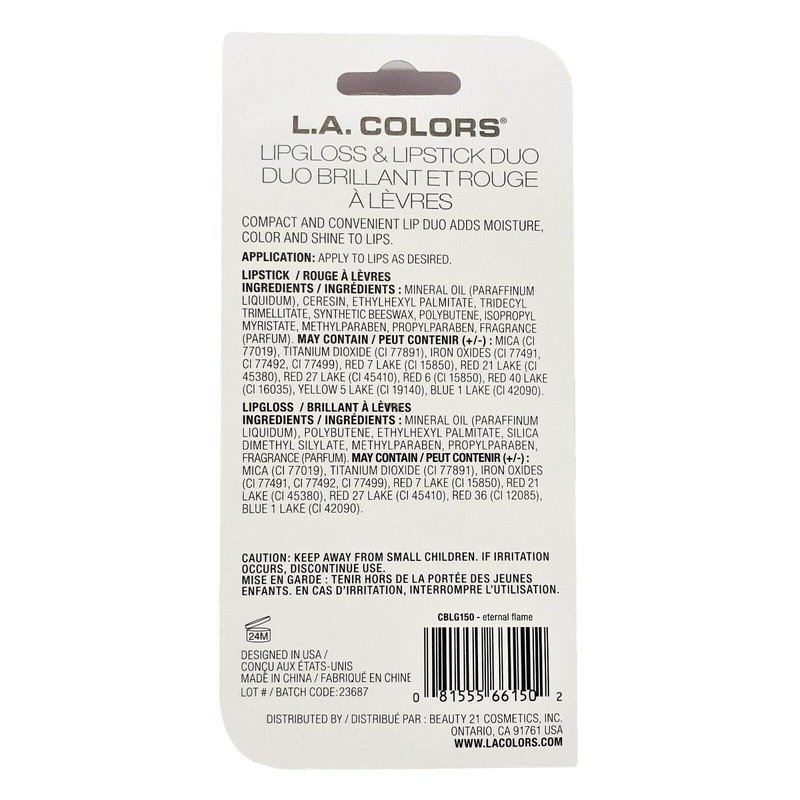 L.A. COLORS®
LIPGLOSS & LIPSTICK DUO
DUO BRILLANT ET ROUGE
À LÈVRES
COMPACT AND CONVENIENT LIP DUO ADDS MOISTURE,
COLOR AND SHINE TO LIPS.
APPLICATION: APPLY TO LIPS AS DESIRED.
LIPSTICK / ROUGE À LÈVRES
INGREDIENTS / INGRÉDIENTS : MINERAL OIL (PARAFFINUM
LIQUIDUM), CERESIN, ETHYLHEXYL PALMITATE, TRIDECYL
TRIMELLITATE, SYNTHETIC BEESWAX, POLYBUTENE, ISOPROPYL
MYRISTATE, METHYLPARABEN, PROPYLPARABEN, FRAGRANCE
(PARFUM). MAY CONTAIN / PEUT CONTENIR (+/-) : MICA (CI
77019), TITANIUM DIOXIDE (CI 77891), IRON OXIDES (CI 77491,
CI 77492, CI 77499), RED 7 LAKE (CI 15850), RED 21 LAKE (CI
45380), RED 27 LAKE (CI 45410), RED 6 (CI 15850), RED 40 LAKE
(CI 16035), YELLOW 5 LAKE (CI 19140), BLUE 1 LAKE (CI 42090).
LIPGLOSS / BRILLANT À LÈVRES
INGREDIENTS / INGRÉDIENTS : MINERAL OIL (PARAFFINUM
LIQUIDUM), POLYBUTENE, ETHYLHEXYL PALMITATE, SILICA
DIMETHYL SILYLATE, METHYLPARABEN, PROPYLPARABEN,
FRAGRANCE (PARFUM). MAY CONTAIN / PEUT CONTENIR (+/-) :
MICA (CI 77019), TITANIUM DIOXIDE (CI 77891), IRON OXIDES
(CI 77491, CI 77492, CI 77499), RED 7 LAKE (CI 15850), RED 21
LAKE (CI 45380), RED 27 LAKE (CI 45410), RED 36 (CI 12085),
BLUE 1 LAKE (CI 42090).
CAUTION: KEEP AWAY FROM SMALL CHILDREN. IF IRRITATION
OCCURS, DISCONTINUE USE.
MISE EN GARDE : TENIR HORS DE LA PORTÉE DES JEUNES
ENFANTS. EN CAS D'IRRITATION, INTERROMPRE L'UTILISATION.
CBLG150 - eternal flame
24M
DESIGNED IN USA /
CONÇU AUX ÉTATS-UNIS
MADE IN CHINA / FABRIQUÉ EN CHINE
LOT # / BATCH CODE:23687
0 81555 66150 2
DISTRIBUTED BY / DISTRIBUÉ PAR : BEAUTY 21 COSMETICS, INC.
ONTARIO, CA 91761 USA
WWW.LACOLORS.COM